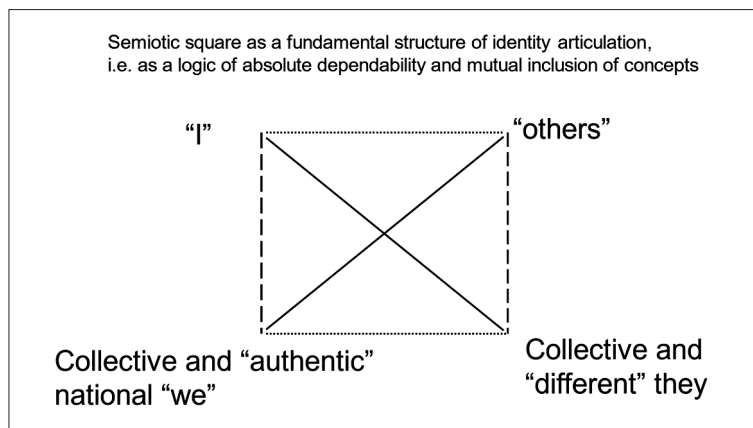 Semiotic square as a fundamental structure of identity articulation,
i.e. as a logic of absolute dependability and mutual inclusion of concepts
“I”
“others”
Collective and “authentic”
national “we”
Collective and
“different” they